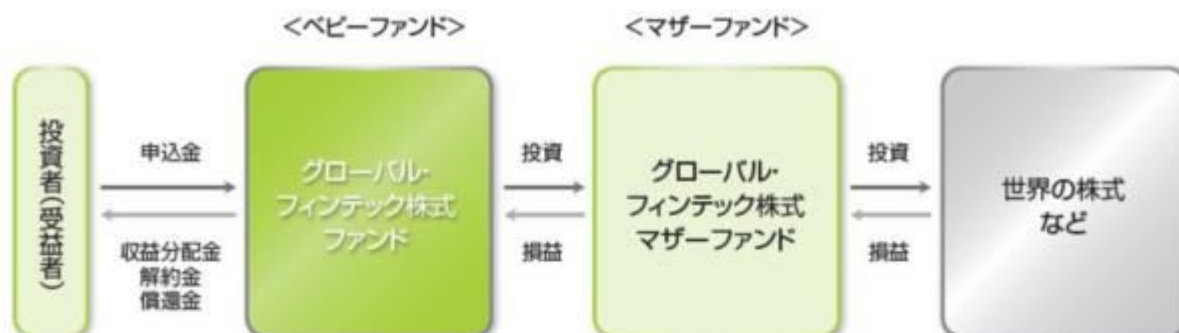 <ベビーファンド>
<マザーファンド>
投資者(受益者)
申込金
収益分配金
解約金
償還金
グローバル・
フィンテック株式
ファンド
投資
損益
グローバル・
フィンテック株式
マザーファンド
投資
損益
世界の株式
など